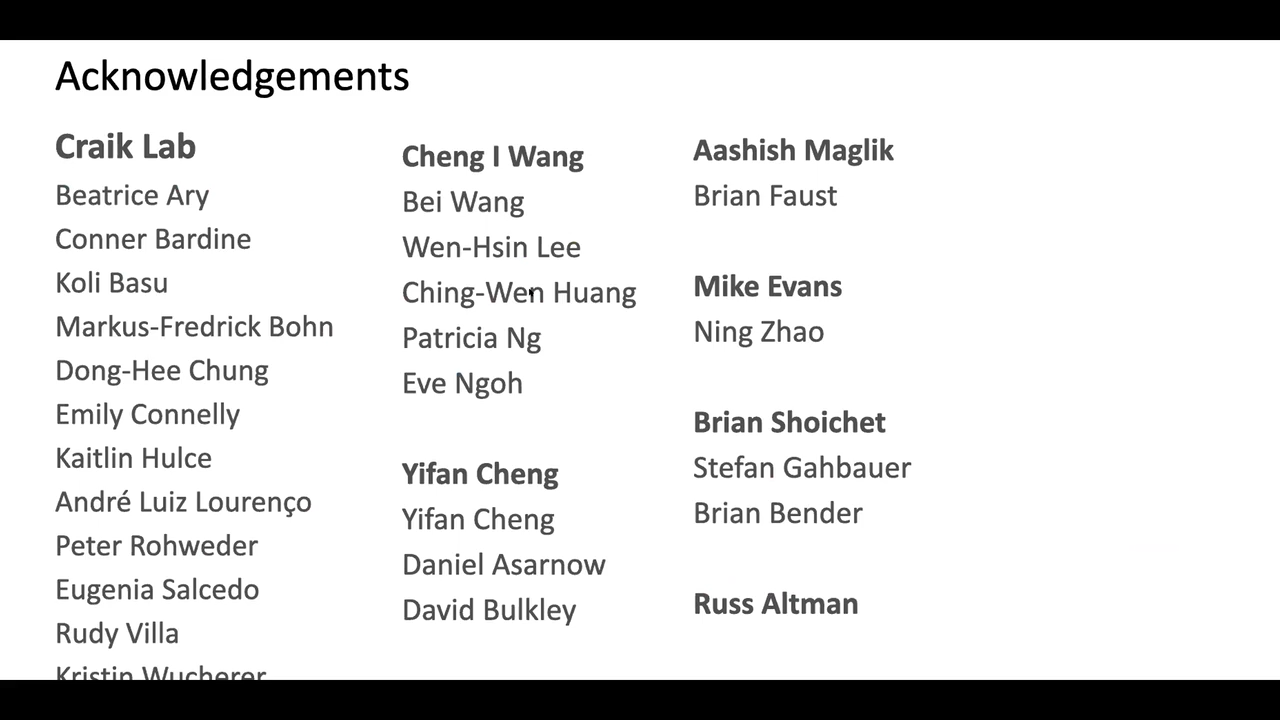 Acknowledgements
Craik Lab
Beatrice Ary
Conner Bardine
Koli Basu
Markus-Fredrick Bohn
Dong-Hee Chung
Emily Connelly
Kaitlin Hulce
André Luiz Lourenço
Peter Rohweder
Eugenia Salcedo
Rudy Villa
Kristin Wucherer
Cheng I Wang
Bei Wang
Wen-Hsin Lee
Ching-Wen Huang
Patricia Ng
Eve Ngoh
Yifan Cheng
Yifan Cheng
Daniel Asarnow
David Bulkley
Aashish Maglik
Brian Faust
Mike Evans
Ning Zhao
Brian Shoichet
Stefan Gahbauer
Brian Bender
Russ Altman